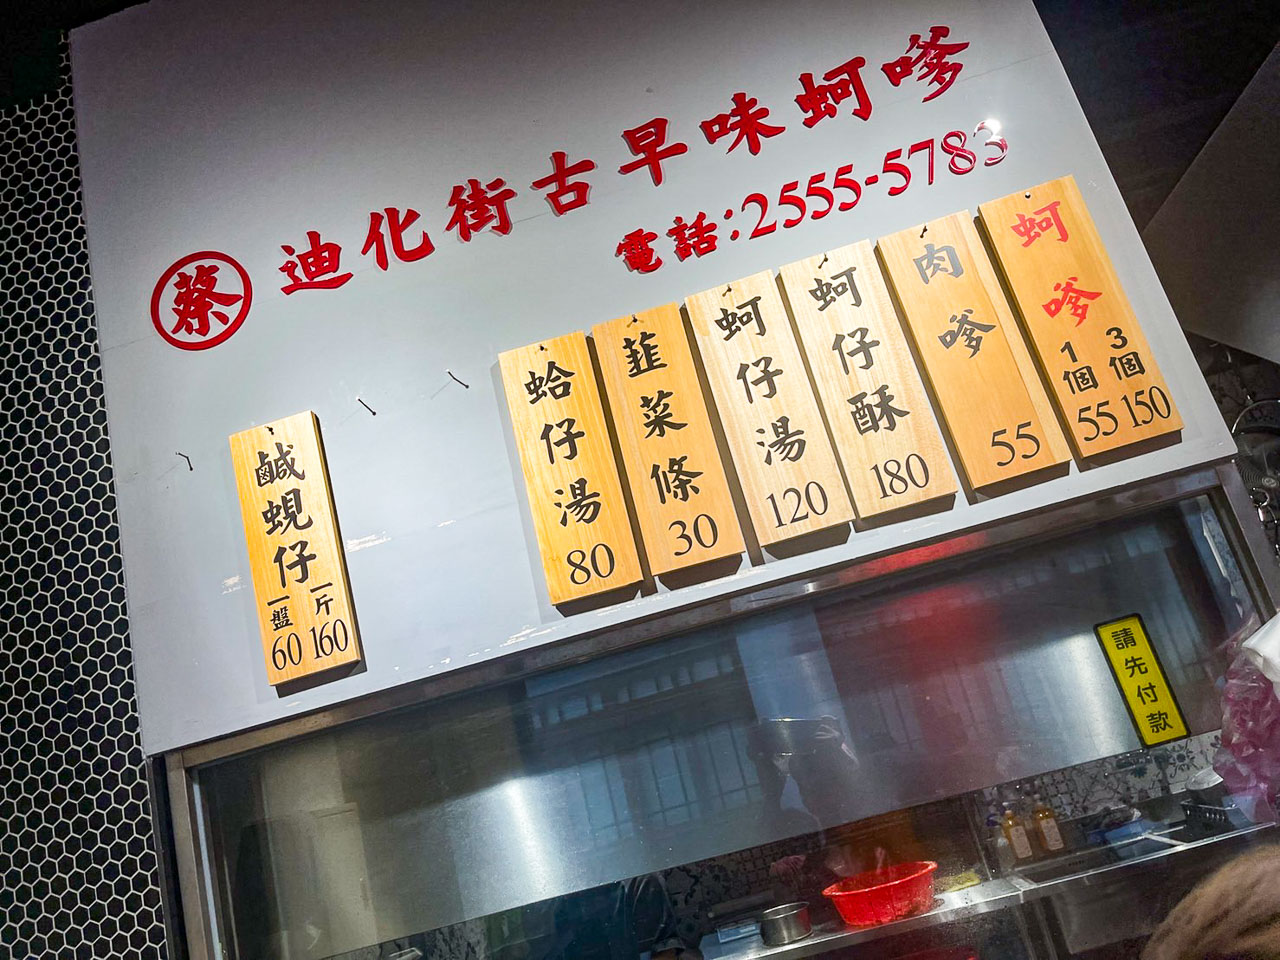 蔡 迪化街古早味蚵嗲
電話:2555-5783
蚵嗲
1個 55
3個 150
肉嗲 55
蚵仔酥 180
蚵仔湯 120
韮菜條 30
蛤仔湯 80
鹹蜆仔
一斤 160
一盤 60
請先付款